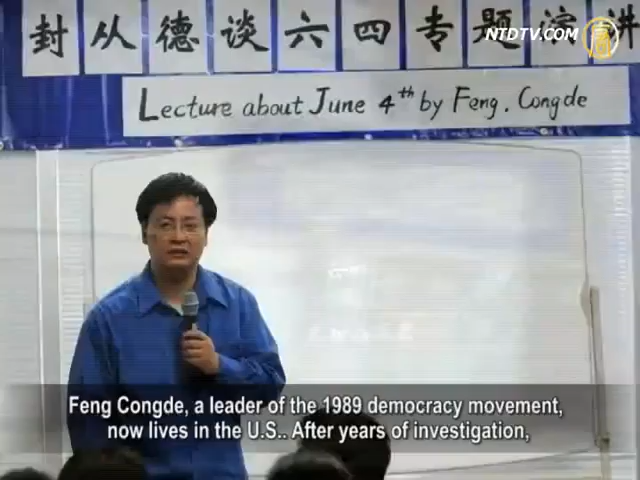 封从德谈六四专题演讲
NTDTV.COM
Lecture about June 4th by Feng. Congde
Feng Congde, a leader of the 1989 democracy movement,
now lives in the U.S.. After years of investigation,